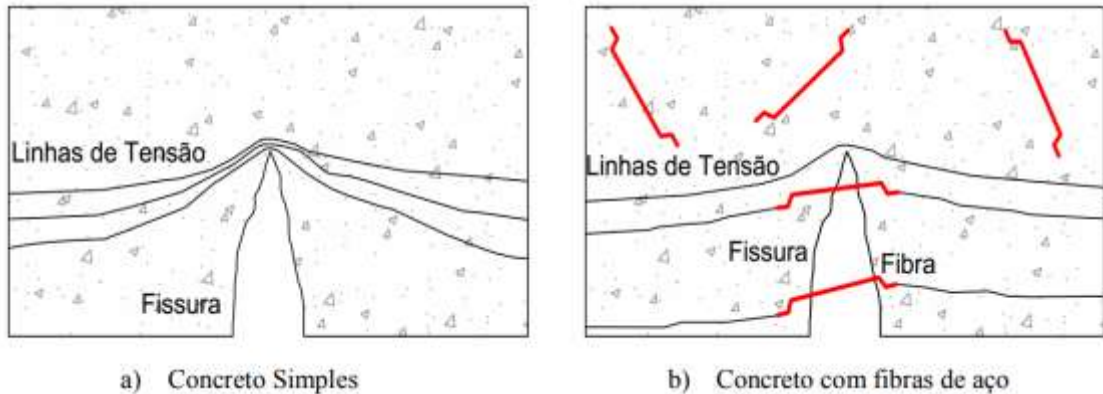 Linhas de Tensão
Fissura
Linhas de Tensão
Fissura
Fibra
a) Concreto Simples
b) Concreto com fibras de aço